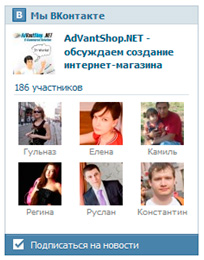 В Мы ВКонтакте
AdVantShop.NET -
обсуждаем создание
интернет-магазина
186 участников
Гульназ Елена Камиль
Регина Руслан Константин
Подписаться на новости